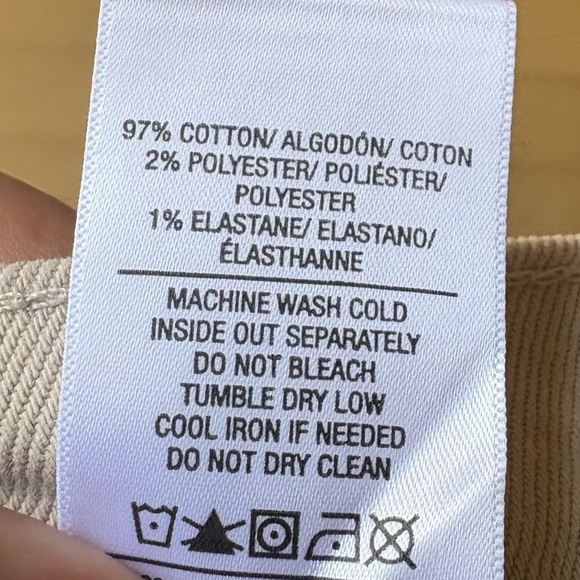 97% COTTON/ ALGODÓN/ COTON
2% POLYESTER/ POLIÉSTER/
POLYESTER
1% ELASTANE/ ELASTANO/
ÉLASTHANNE
MACHINE WASH COLD
INSIDE OUT SEPARATELY
DO NOT BLEACH
TUMBLE DRY LOW
COOL IRON IF NEEDED
DO NOT DRY CLEAN